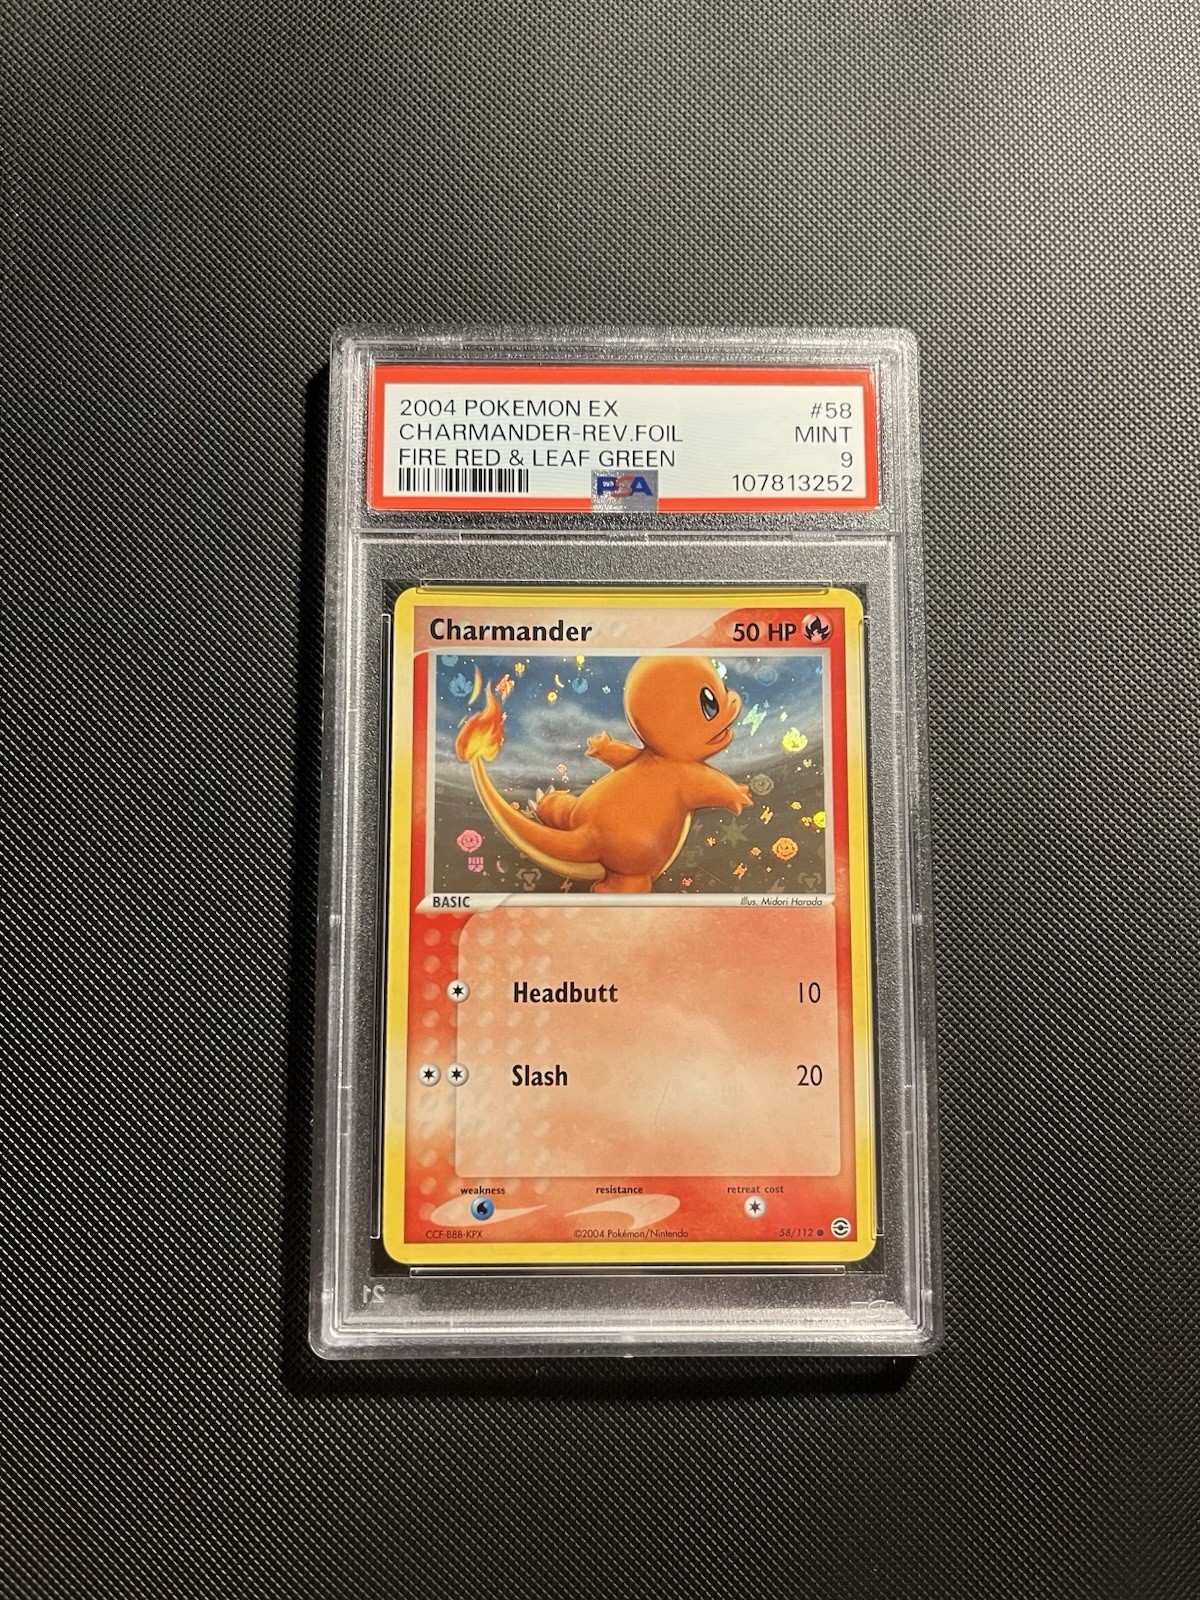 2004 POKEMON EX #58
CHARMANDER-REV.FOIL MINT
FIRE RED & LEAF GREEN 9
PSA 107813252
Charmander 50 HP
BASIC Illus. Midori Harada
Headbutt 10
Slash 20
weakness resistance retreat cost
CCF-B8B-KPX ©2004 Pokémon/Nintendo 58/112